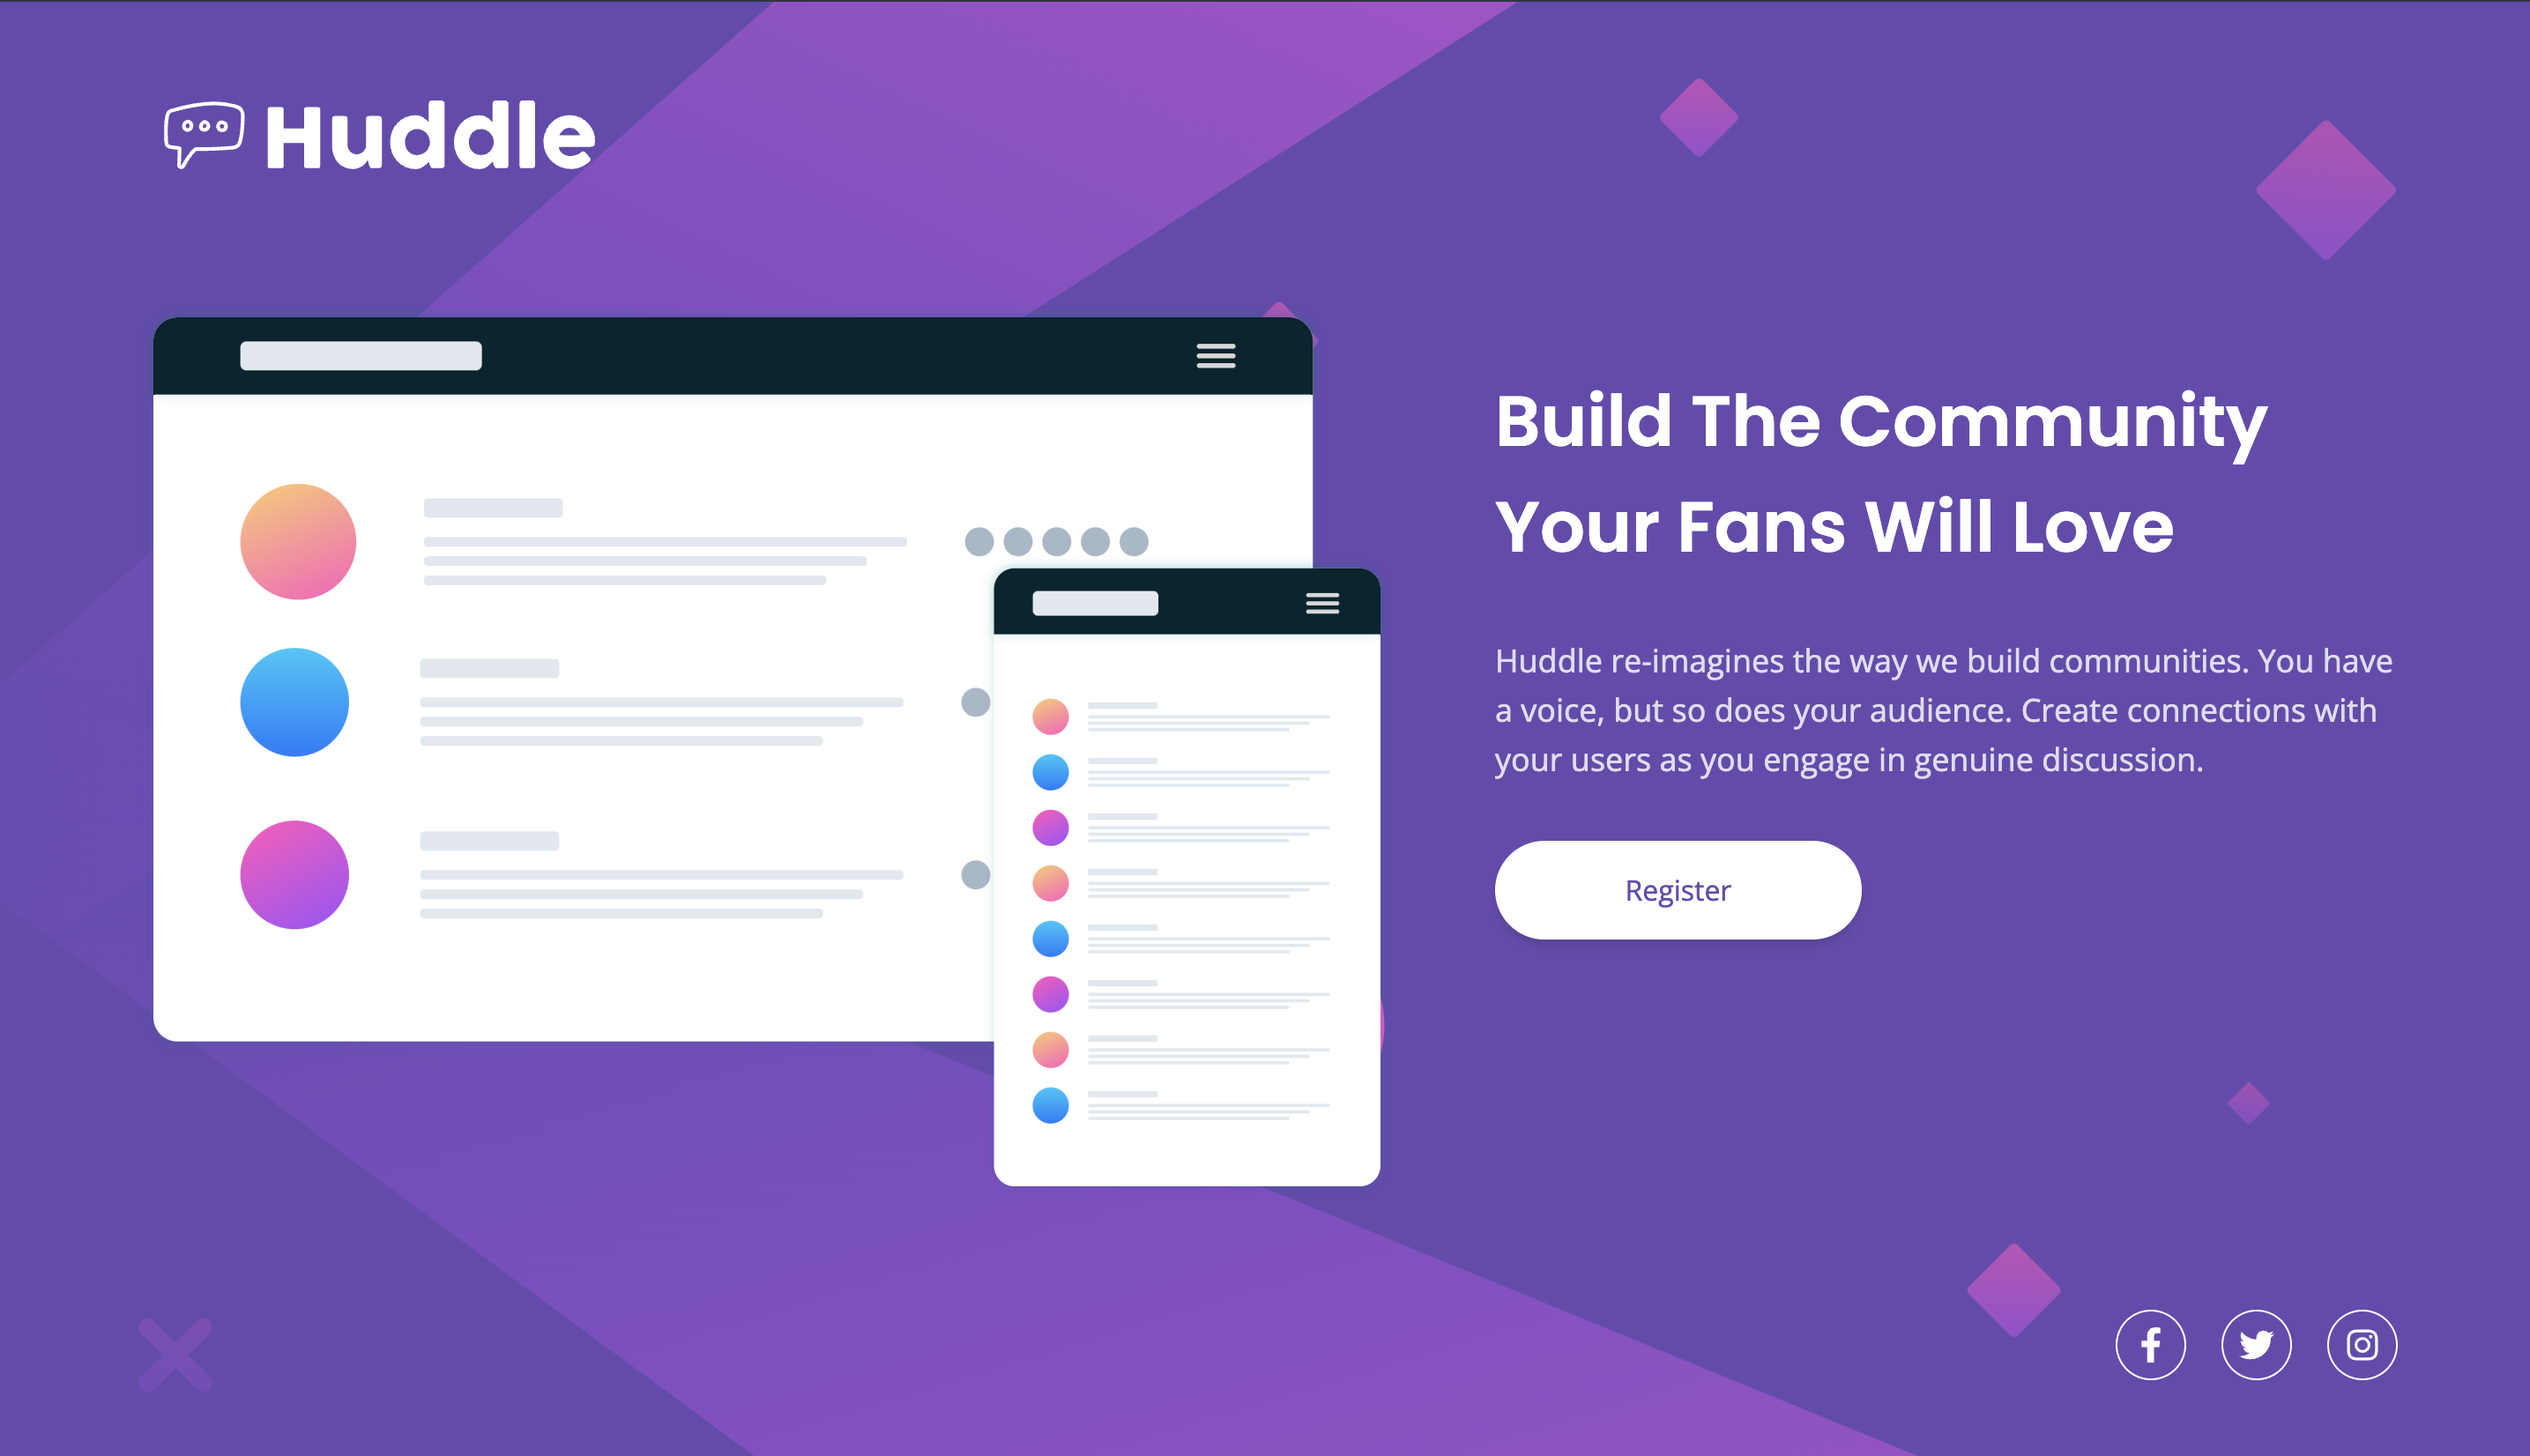 Huddle
Build The Community
Your Fans Will Love
Huddle re-imagines the way we build communities. You have
a voice, but so does your audience. Create connections with
your users as you engage in genuine discussion.
Register